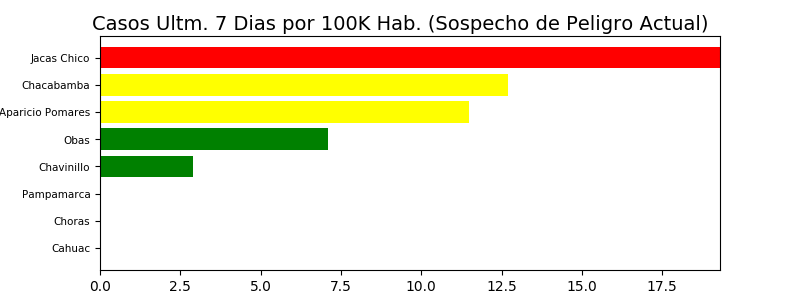 Casos Ultm. 7 Dias por 100K Hab. (Sospecho de Peligro Actual)
Jacas Chico
Chacabamba
Aparicio Pomares
Obas
Chavinillo
Pampamarca
Choras
Cahuac
0.0 2.5 5.0 7.5 10.0 12.5 15.0 17.5